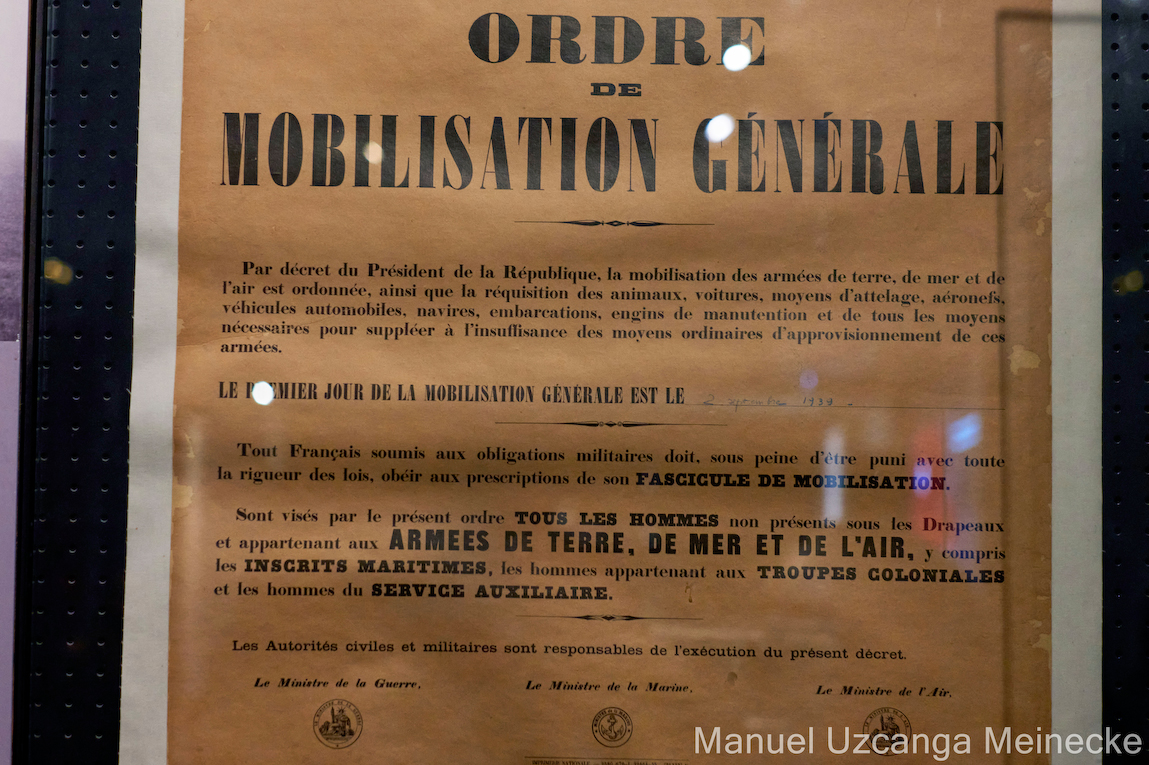 ORDRE
DE
MOBILISATION GÉNÉRALE
Par décret du Président de la République, la mobilisation des armées de terre, de mer et de
l'air est ordonnée, ainsi que la réquisition des animaux, voitures, moyens d'attelage, aéronefs,
véhicules automobiles, navires, embarcations, engins de manutention et de tous les moyens
nécessaires pour suppléer à l'insuffisance des moyens ordinaires d'approvisionnement de ces
armées.
LE PREMIER JOUR DE LA MOBILISATION GÉNÉRALE EST LE 2 septembre 1939
Tout Français soumis aux obligations militaires doit, sous peine d'être puni avec toute
la rigueur des lois, obéir aux prescriptions de son FASCICULE DE MOBILISATION.
Sont visés par le présent ordre TOUS LES HOMMES non présents sous les Drapeaux
et appartenant aux ARMEES DE TERRE, DE MER ET DE L'AIR, y compris
les INSCRITS MARITIMES, les hommes appartenant aux TROUPES COLONIALES
et les hommes du SERVICE AUXILIAIRE.
Les Autorités civiles et militaires sont responsables de l'exécution du présent décret.
Le Ministre de la Guerre, Le Ministre de la Marine, Le Ministre de l'Air,
Manuel Uzcanga Meinecke